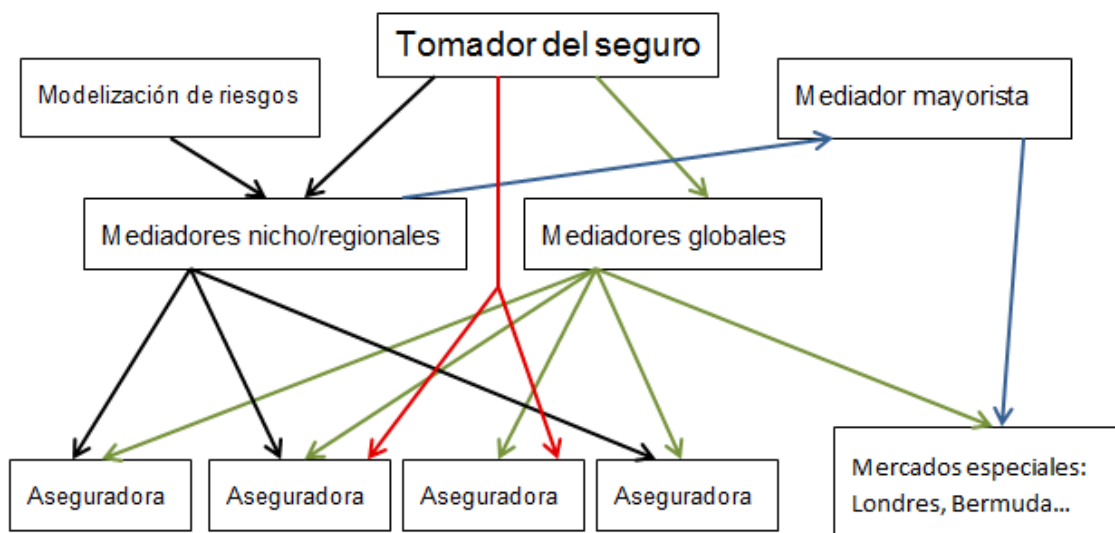 Tomador del seguro
Modelización de riesgos
Mediador mayorista
Mediadores nicho/regionales
Mediadores globales
Aseguradora
Aseguradora
Aseguradora
Aseguradora
Mercados especiales:
Londres, Bermuda...